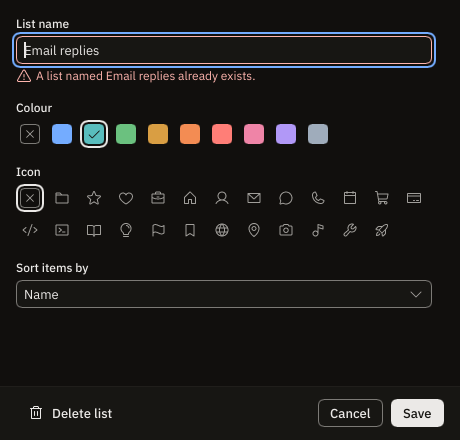 List name
Email replies
A list named Email replies already exists.
Colour
Icon
Sort items by
Name
Delete list
Cancel
Save